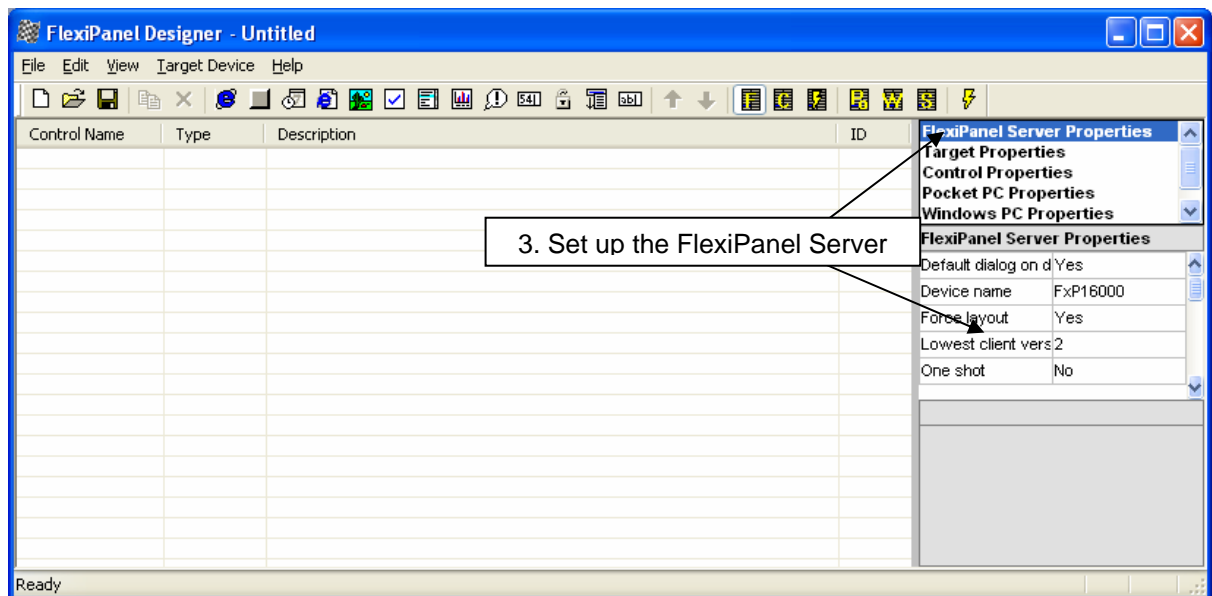 FlexiPanel Designer - Untitled
File Edit View Target Device Help
Control Name Type Description ID
FlexiPanel Server Properties
Target Properties
Control Properties
Pocket PC Properties
Windows PC Properties
3. Set up the FlexiPanel Server
FlexiPanel Server Properties
Default dialog on d Yes
Device name FxP16000
Force layout Yes
Lowest client vers 2
One shot No
Ready